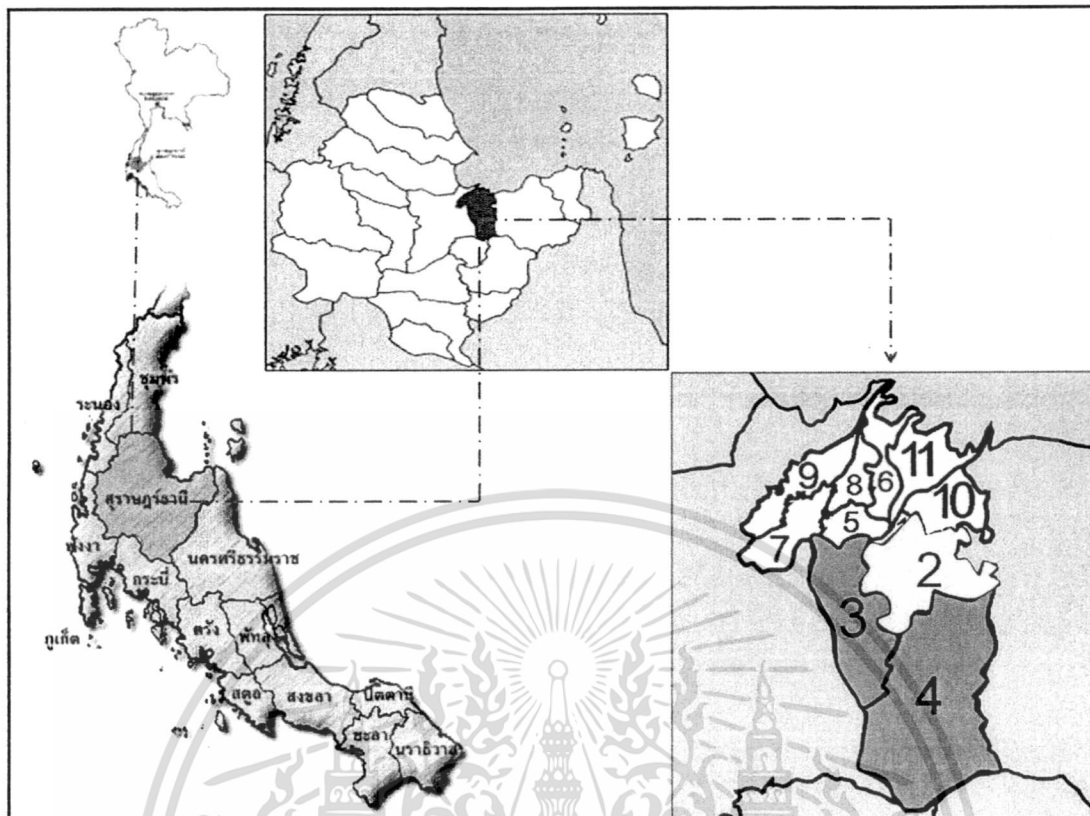 ชุมพร
ระนอง
สุราษฎร์ธานี
พังงา
นครศรีธรรมราช
กระบี่
ภูเก็ต
ตรัง
พัทลุง
สตูล
สงขลา
ปัตตานี
ยะลา
นราธิวาส
9
11
8
6
10
5
7
2
3
4